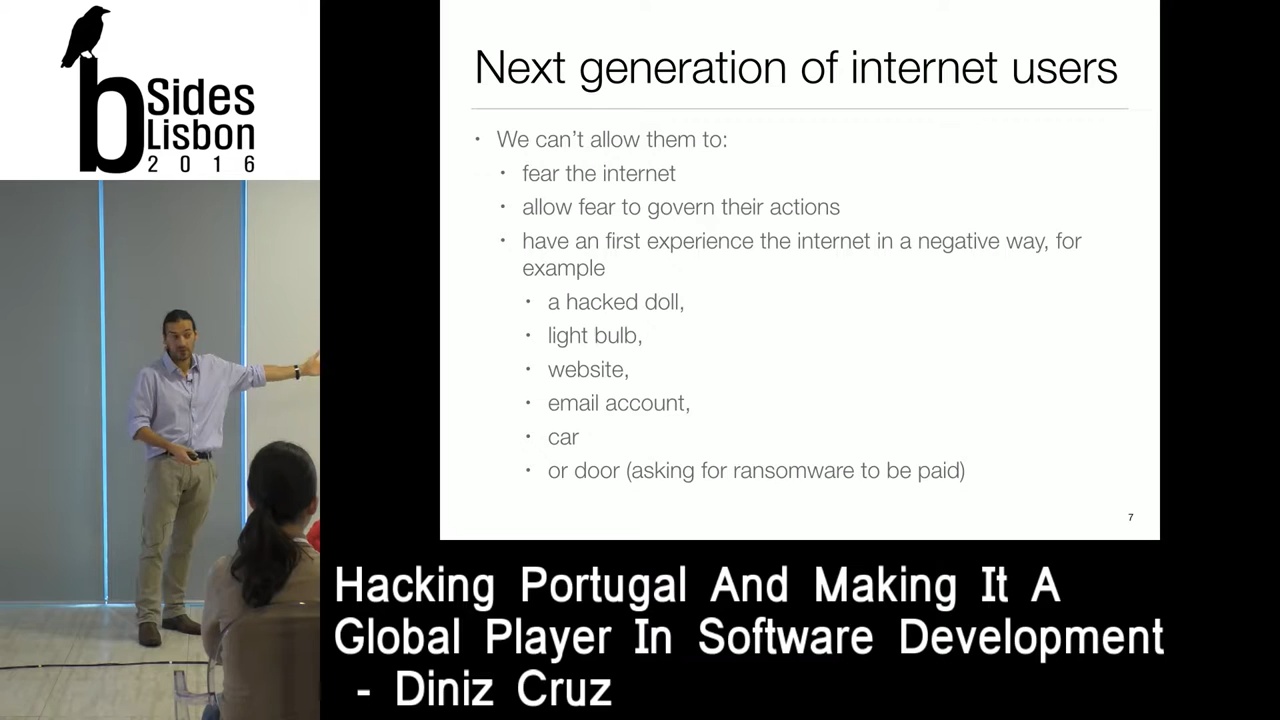 b Sides
Lisbon
2016
Next generation of internet users
• We can't allow them to:
• fear the internet
• allow fear to govern their actions
• have an first experience the internet in a negative way, for
example
• a hacked doll,
• light bulb,
• website,
• email account,
• car
• or door (asking for ransomware to be paid)
7
Hacking Portugal And Making It A
Global Player In Software Development
- Diniz Cruz